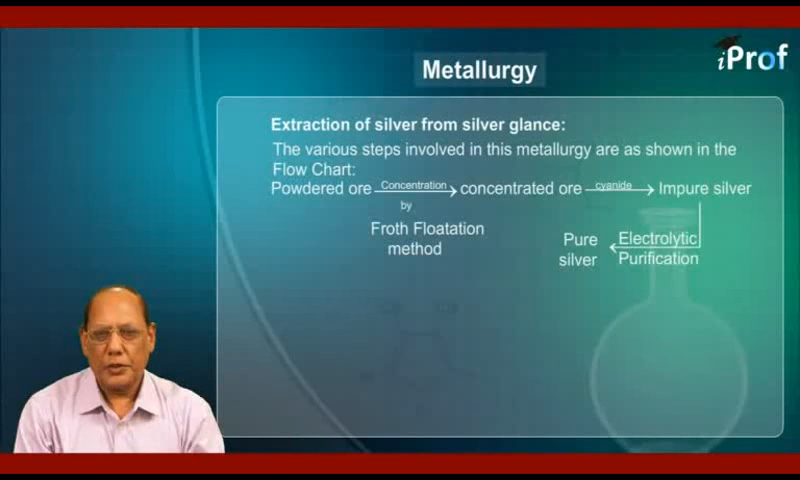 iProf
Metallurgy
Extraction of silver from silver glance:
The various steps involved in this metallurgy are as shown in the
Flow Chart:
Powdered ore Concentration concentrated ore cyanide Impure silver
by
Froth Floatation
method
Pure Electrolytic
silver Purification